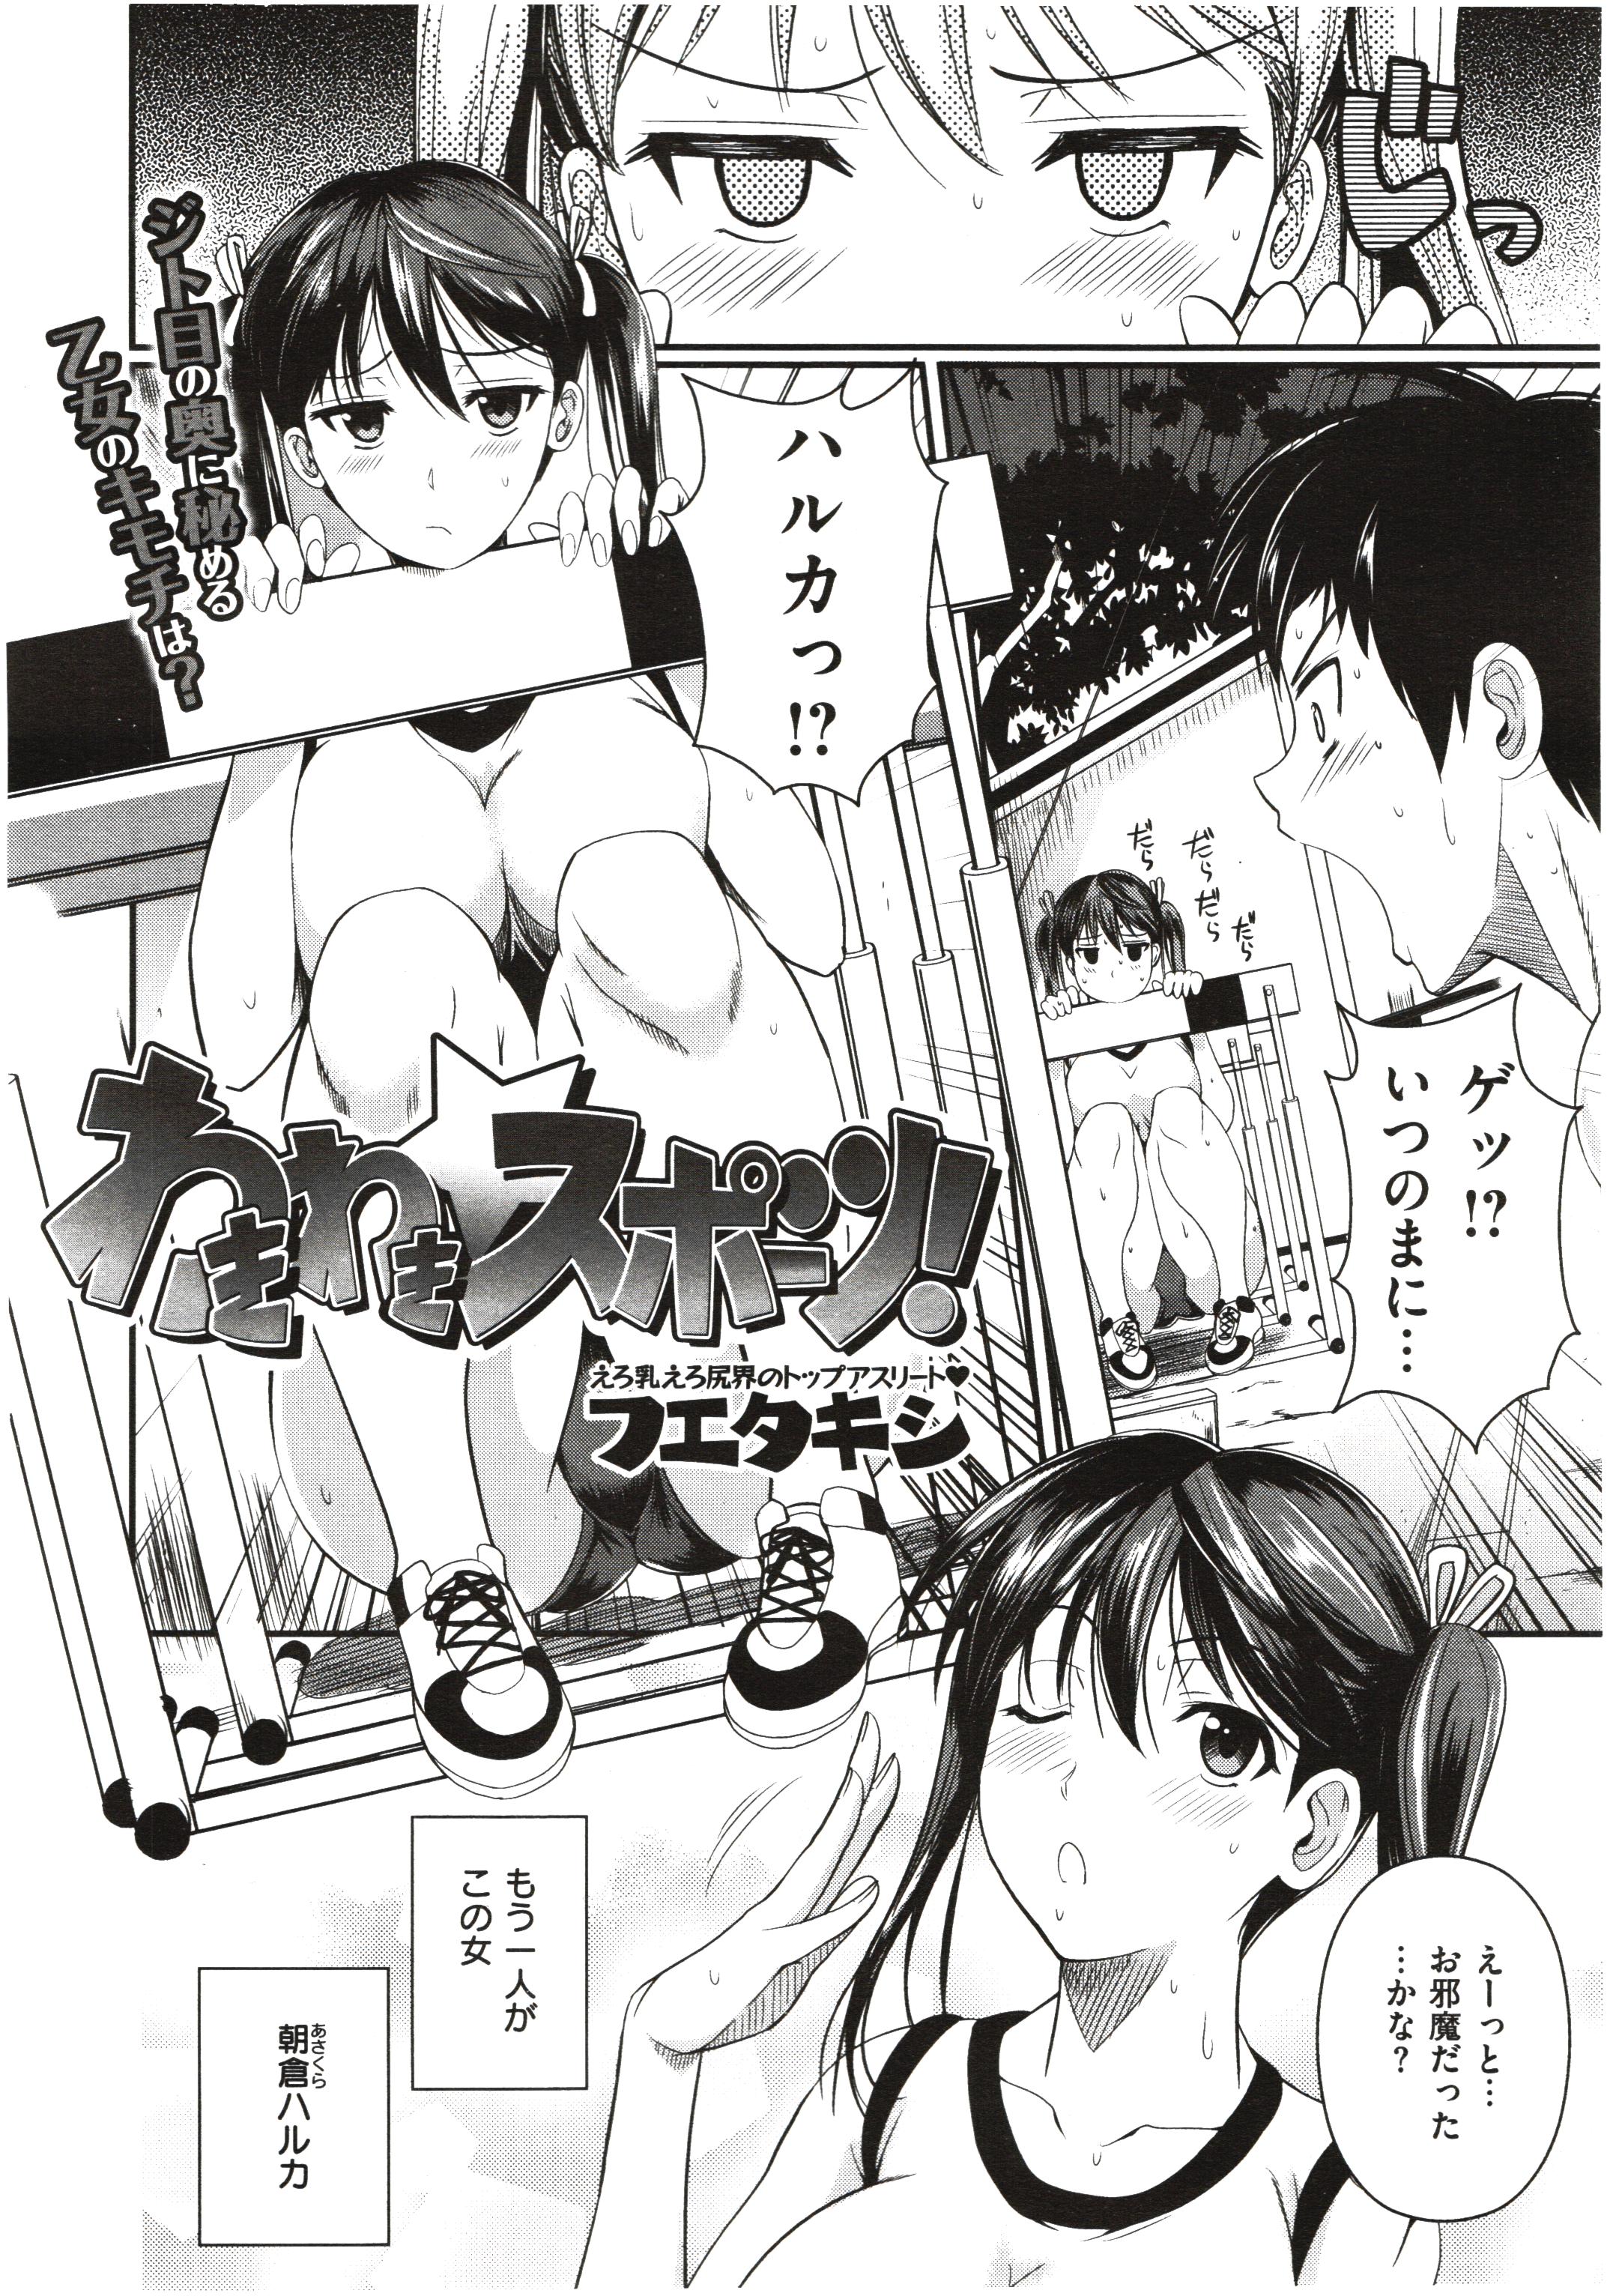 ゲッ!?
いつのまに…
だら
だらだら
だら
ハルカっ!?
ジト目の奥に秘める
乙女のキモチは?
わきわきスポーツ!
えろ乳えろ尻界のトップアスリート♥
フエタキシ
えーっと…
お邪魔だった
…かな?
もう一人が
この女
朝倉ハルカ
あさくら